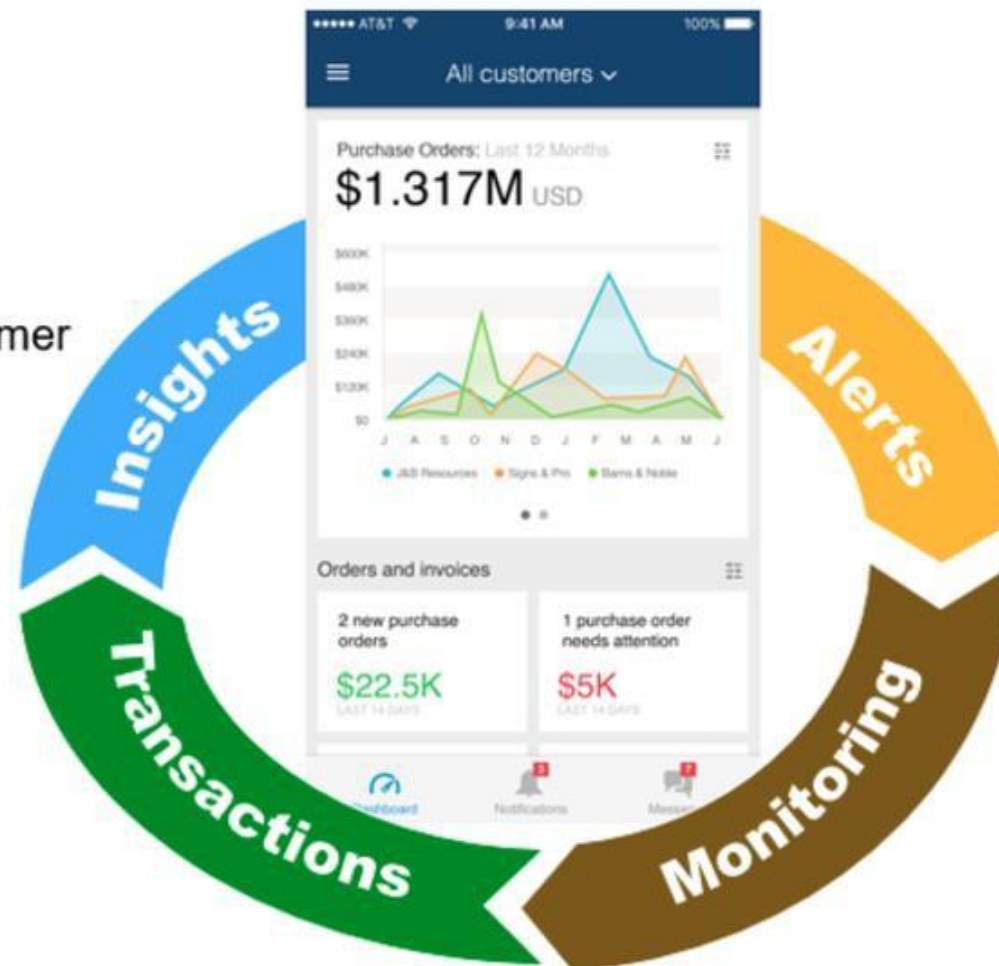 AT&T 9:41 AM 100%
All customers
Purchase Orders: Last 12 Months
$1.317M USD
$600K
$480K
$360K
$240K
$120K
$0
J A S O N D J F M A M J
J&B Resources Signs & Pro Barns & Noble
Orders and invoices
2 new purchase
orders
$22.5K
LAST 14 DAYS
1 purchase order
needs attention
$5K
LAST 14 DAYS
Dashboard
Notifications
mer
Insights
Alerts
Transactions
Monitoring